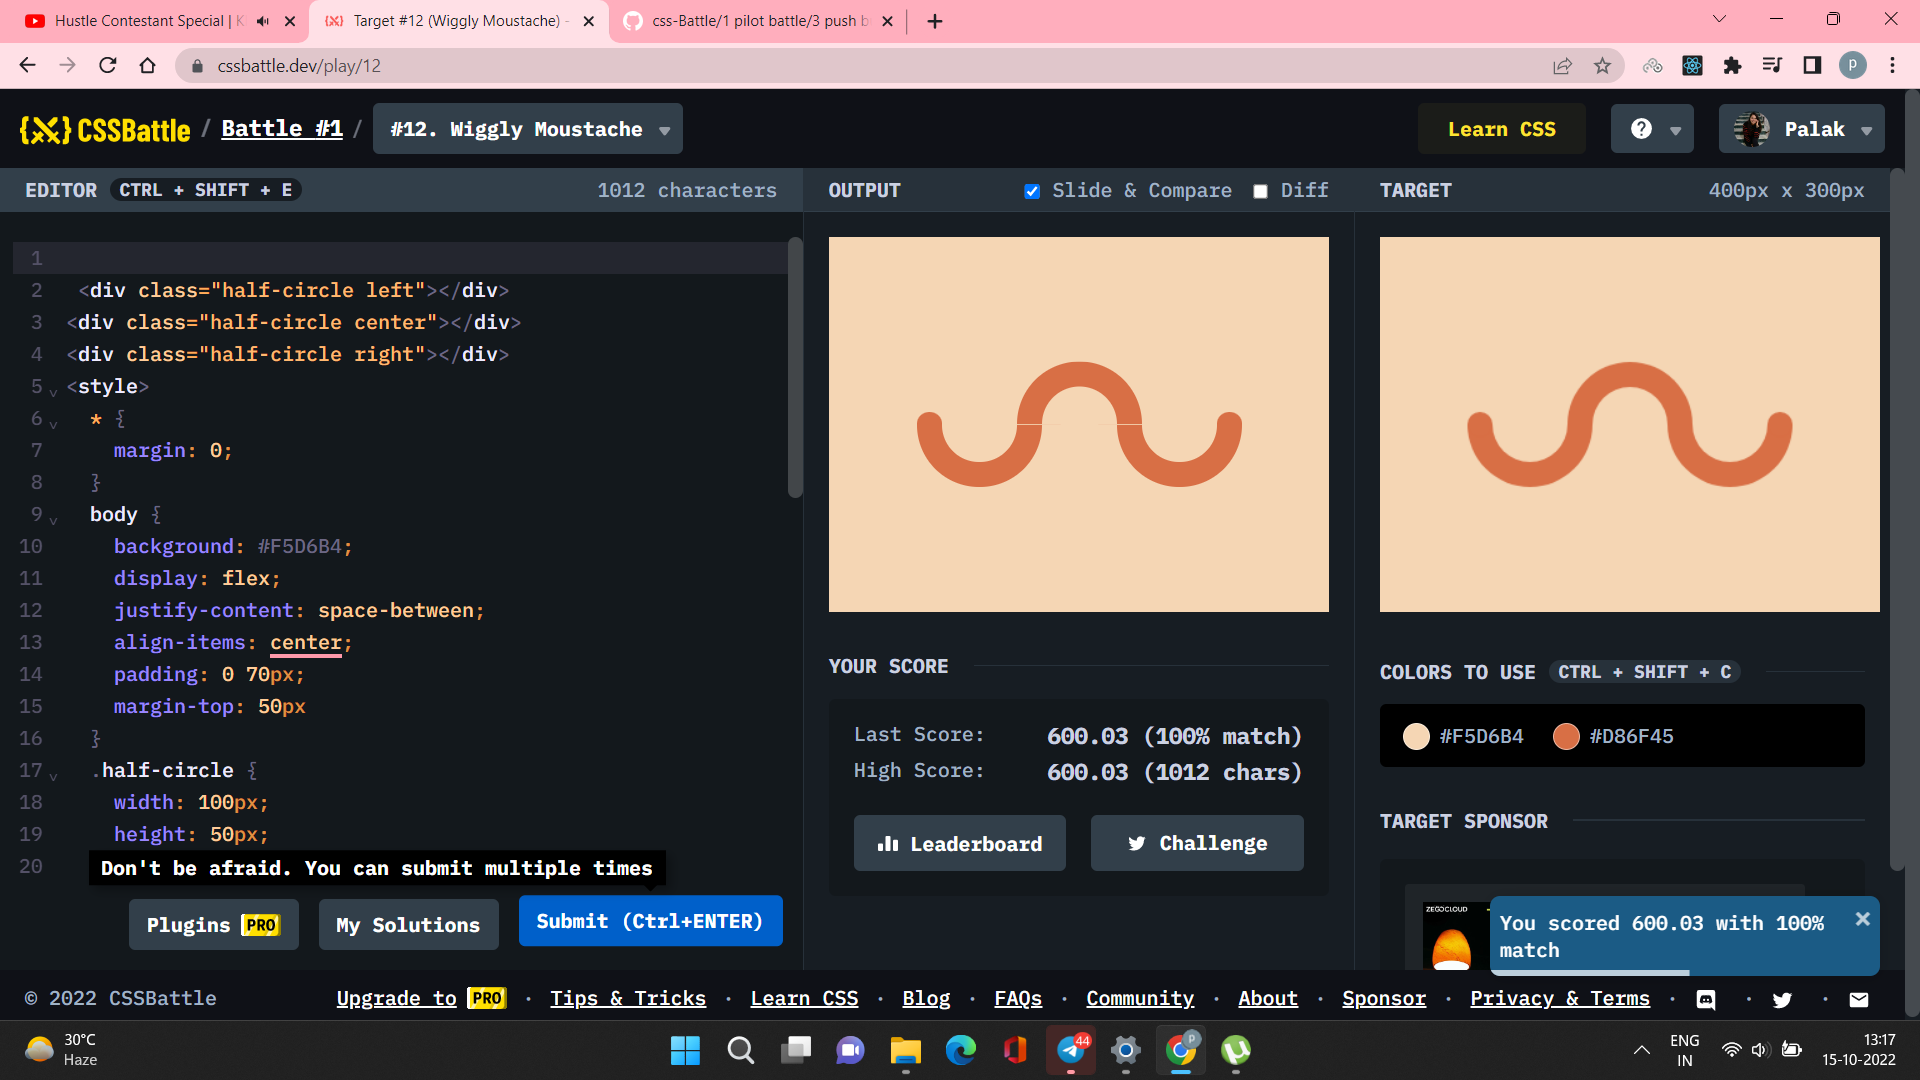 Hustle Contestant Special | K
Target #12 (Wiggly Moustache) -
css-Battle/1 pilot battle/3 push b
cssbattle.dev/play/12
P
{X} CSSBattle / Battle #1 / #12. Wiggly Moustache
Learn CSS
?
Palak
EDITOR CTRL + SHIFT + E 1012 characters
OUTPUT Slide & Compare Diff
TARGET 400px x 300px
1
2 <div class="half-circle left"></div>
3 <div class="half-circle center"></div>
4 <div class="half-circle right"></div>
5 <style>
6 * {
7 margin: 0;
8 }
9 body {
10 background: #F5D6B4;
11 display: flex;
12 justify-content: space-between;
13 align-items: center;
14 padding: 0 70px;
15 margin-top: 50px
16 }
17 .half-circle {
18 width: 100px;
19 height: 50px;
20
Don't be afraid. You can submit multiple times
Plugins PRO
My Solutions
Submit (Ctrl+ENTER)
YOUR SCORE
Last Score: 600.03 (100% match)
High Score: 600.03 (1012 chars)
Leaderboard
Challenge
COLORS TO USE CTRL + SHIFT + C
#F5D6B4 #D86F45
TARGET SPONSOR
ZEGOCLOUD
You scored 600.03 with 100%
match
© 2022 CSSBattle
Upgrade to PRO · Tips & Tricks · Learn CSS · Blog · FAQs · Community · About · Sponsor · Privacy & Terms
30°C
Haze
44
P
ENG
IN
13:17
15-10-2022